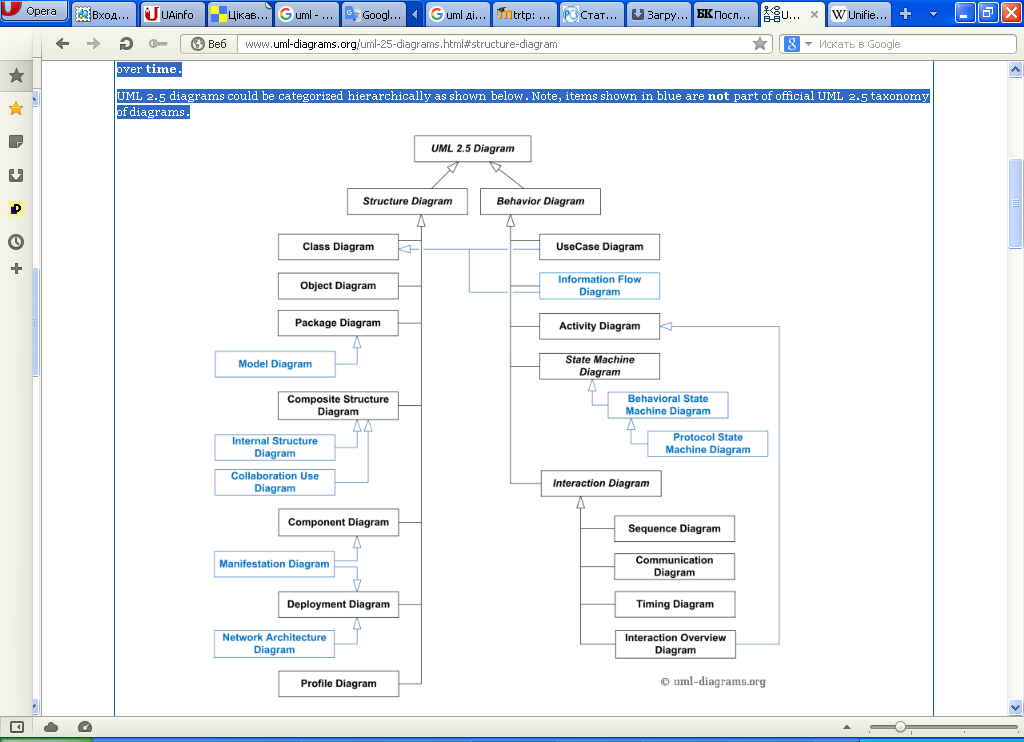 Opera
Вход...
UAinfo
Цікав...
uml - ...
Googl...
uml ді...
trtp: ...
Стат...
Загру...
Посл...
U...
Unifie...
Веб
www.uml-diagrams.org/uml-25-diagrams.html#structure-diagram
Искать в Google
over time.
UML 2.5 diagrams could be categorized hierarchically as shown below. Note, items shown in blue are not part of official UML 2.5 taxonomy
of diagrams.
UML 2.5 Diagram
Structure Diagram
Behavior Diagram
Class Diagram
UseCase Diagram
Object Diagram
Information Flow
Diagram
Package Diagram
Activity Diagram
Model Diagram
State Machine
Diagram
Composite Structure
Diagram
Behavioral State
Machine Diagram
Internal Structure
Diagram
Protocol State
Machine Diagram
Collaboration Use
Diagram
Interaction Diagram
Component Diagram
Sequence Diagram
Manifestation Diagram
Communication
Diagram
Deployment Diagram
Timing Diagram
Network Architecture
Diagram
Interaction Overview
Diagram
Profile Diagram
© uml-diagrams.org